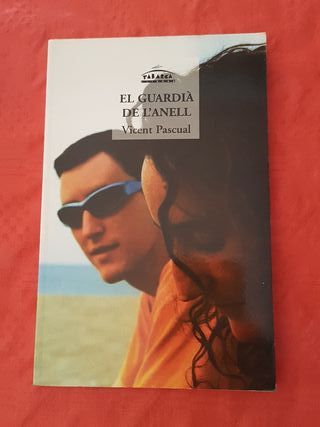 TABARCA
EL GUARDIÀ
DE L'ANELL
Vicent Pascual